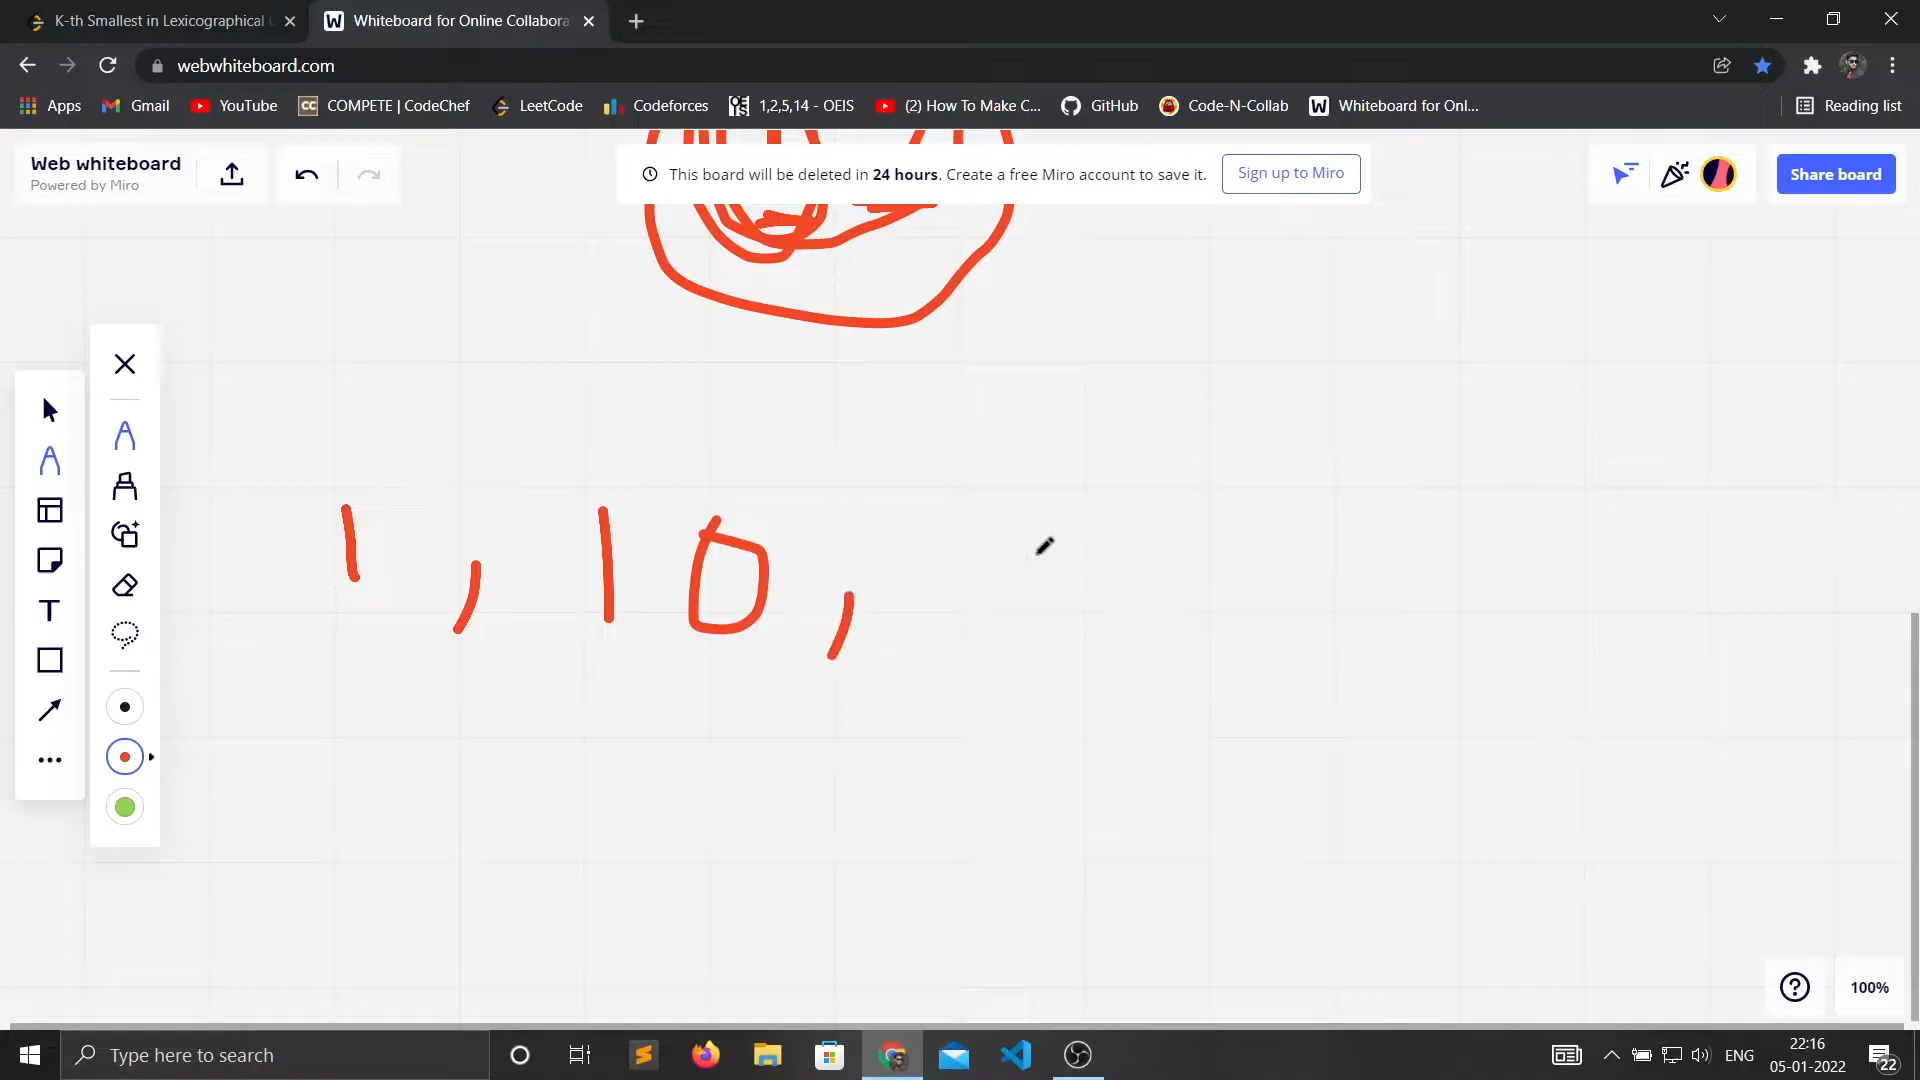 K-th Smallest in Lexicographical
Whiteboard for Online Collabora
webwhiteboard.com
Apps
Gmail
YouTube
CC
COMPETE | CodeChef
LeetCode
Codeforces
1,2,5,14 - OEIS
(2) How To Make C...
GitHub
Code-N-Collab
W
Whiteboard for Onl...
Reading list
Web whiteboard
Powered by Miro
This board will be deleted in 24 hours. Create a free Miro account to save it.
Sign up to Miro
Share board
T
1 , 10 ,
100%
Type here to search
ENG
22:16
05-01-2022
22